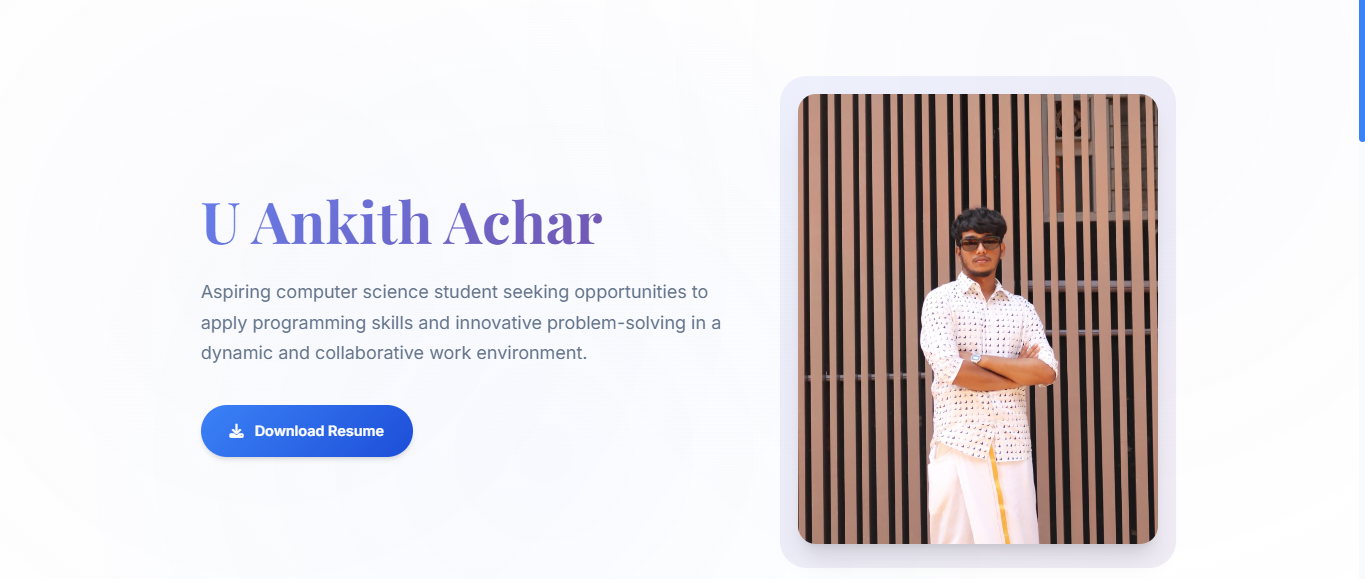 U Ankith Achar
Aspiring computer science student seeking opportunities to
apply programming skills and innovative problem-solving in a
dynamic and collaborative work environment.
Download Resume